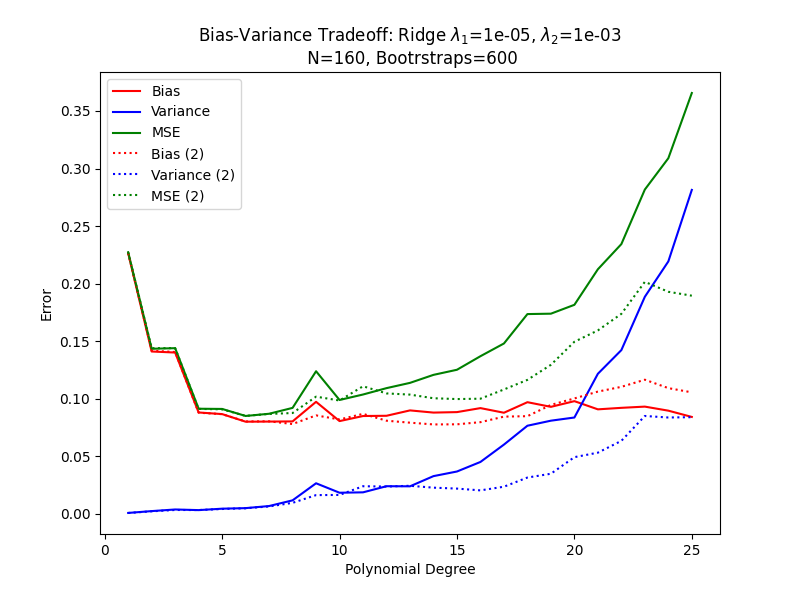 Bias-Variance Tradeoff: Ridge λ₁=1e-05, λ₂=1e-03
N=160, Bootrstraps=600
Bias
Variance
MSE
Bias (2)
Variance (2)
MSE (2)
0.35
0.30
0.25
0.20
0.15
0.10
0.05
0.00
Error
0 5 10 15 20 25
Polynomial Degree